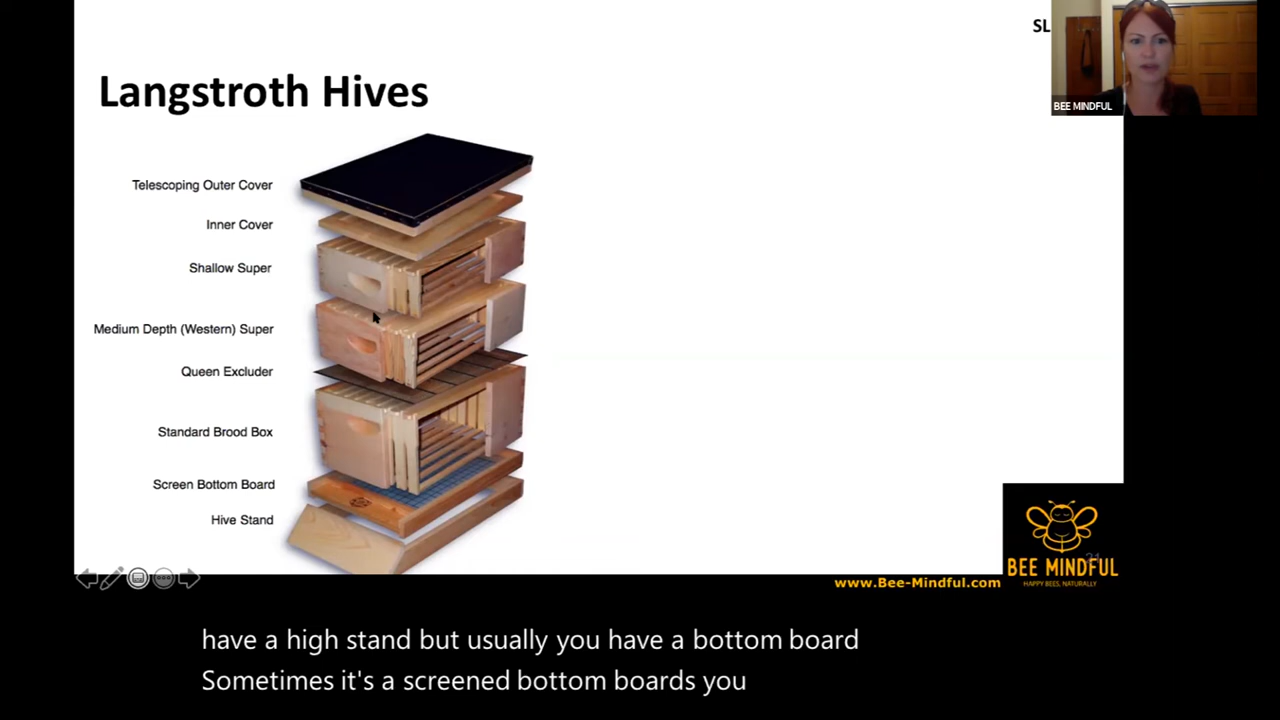 SL
BEE MINDFUL
Langstroth Hives
Telescoping Outer Cover
Inner Cover
Shallow Super
Medium Depth (Western) Super
Queen Excluder
Standard Brood Box
Screen Bottom Board
Hive Stand
21
BEE MINDFUL
HAPPY BEES, NATURALLY
www.Bee-Mindful.com
have a high stand but usually you have a bottom board
Sometimes it's a screened bottom boards you